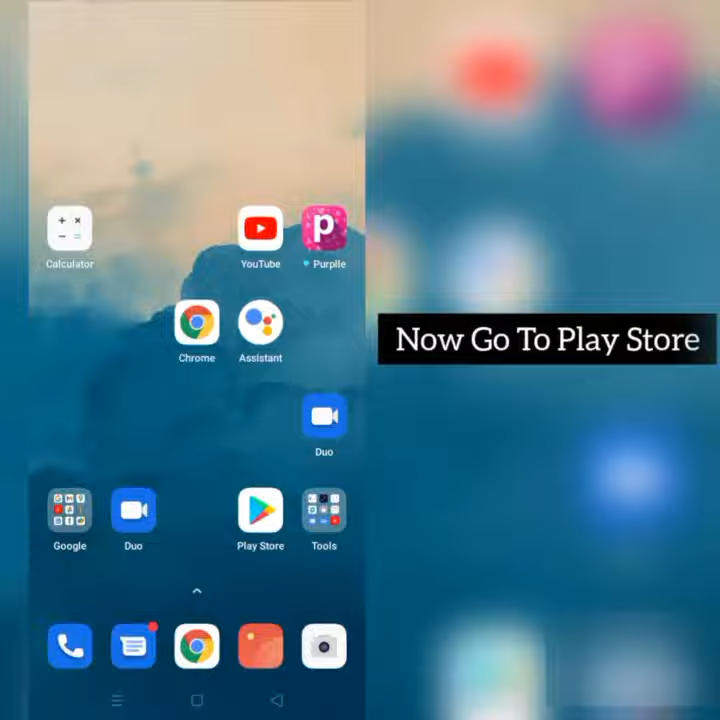 Calculator
YouTube
Purplle
Chrome
Assistant
Now Go To Play Store
Duo
Google
Duo
Play Store
Tools